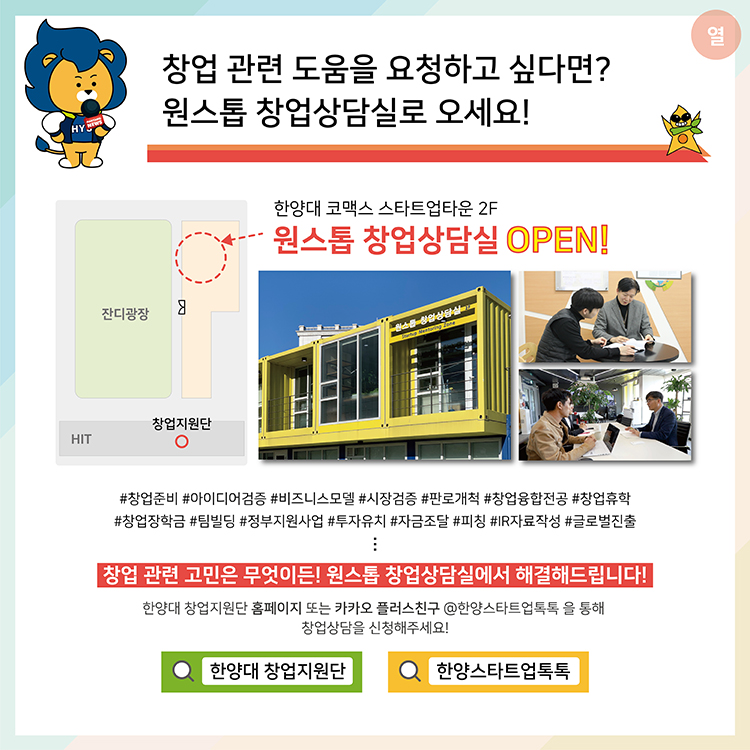 열
창업 관련 도움을 요청하고 싶다면?
원스톱 창업상담실로 오세요!
HY
NEWS
한양대 코맥스 스타트업타운 2F
원스톱 창업상담실 OPEN!
잔디광장
창업지원단
HIT
원스톱 창업상담실 2F
Startup Mentoring Zone
#창업준비 #아이디어검증 #비즈니스모델 #시장검증 #판로개척 #창업융합전공 #창업휴학
#창업장학금 #팀빌딩 #정부지원사업 #투자유치 #자금조달 #피칭 #IR자료작성 #글로벌진출
⋮
창업 관련 고민은 무엇이든! 원스톱 창업상담실에서 해결해드립니다!
한양대 창업지원단 홈페이지 또는 카카오 플러스친구 @한양스타트업톡톡 을 통해
창업상담을 신청해주세요!
한양대 창업지원단
한양스타트업톡톡